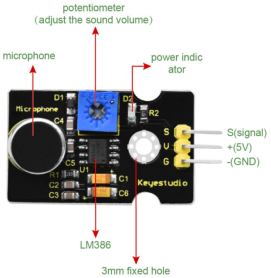 potentiometer
(adjust the sound volume)
microphone
power indic
ator
D1
D2
Microphone
R2
C4
S
S(signal)
V
+(5V)
G
-(GND)
C5
R1
U1
C1
C2
Keyestudio
C3
C6
LM386
3mm fixed hole